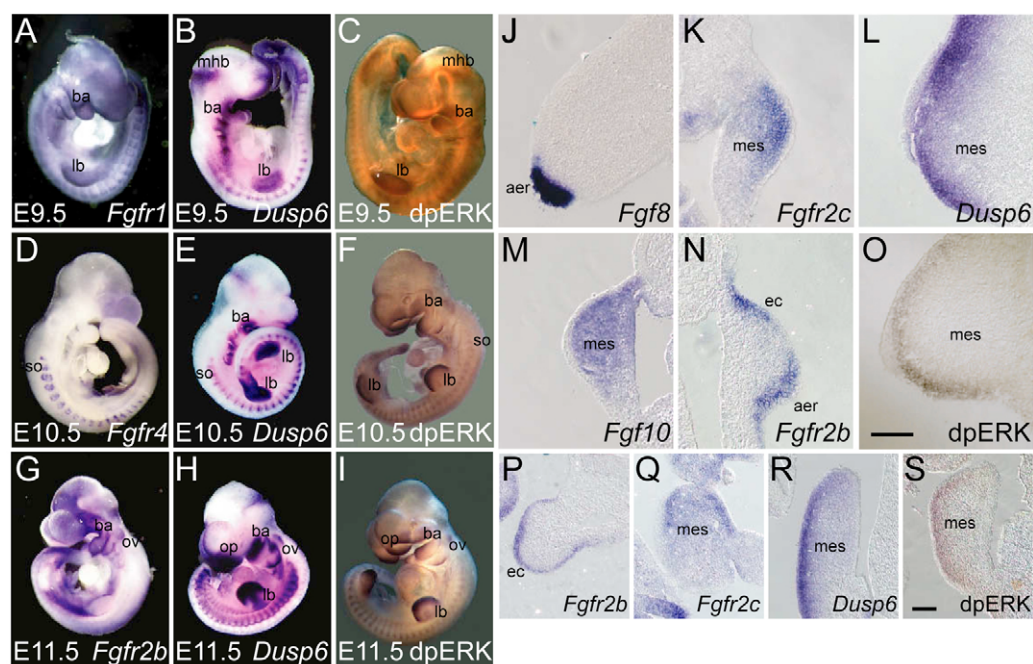 A
ba
lb
E9.5 Fgfr1
B
mhb
ba
lb
E9.5 Dusp6
C
mhb
ba
lb
E9.5 dpERK
D
so
E10.5 Fgfr4
E
ba
so
lb
lb
E10.5 Dusp6
F
ba
so
lb
lb
E10.5 dpERK
G
ba
ov
E11.5 Fgfr2b
H
ba
op
ov
lb
E11.5 Dusp6
I
op
ba
ov
lb
E11.5 dpERK
J
aer
Fgf8
K
mes
Fgfr2c
L
mes
Dusp6
M
mes
Fgf10
N
ec
aer
Fgfr2b
O
mes
dpERK
P
ec
Fgfr2b
Q
mes
Fgfr2c
R
mes
Dusp6
S
mes
dpERK